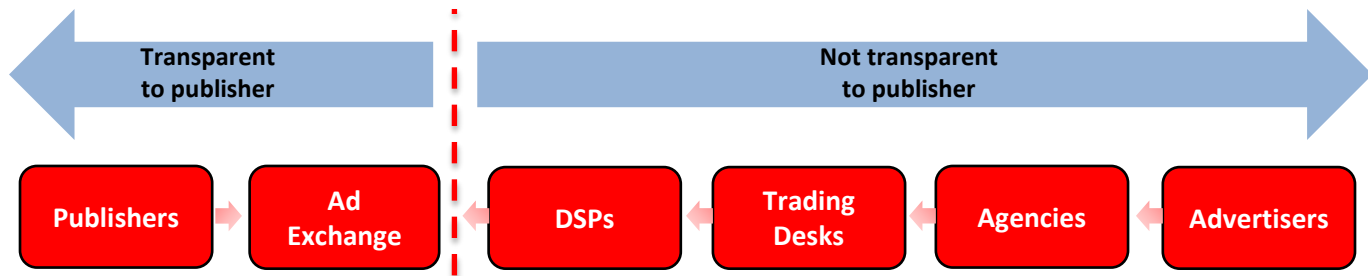 Transparent
to publisher
Not transparent
to publisher
Publishers
Ad
Exchange
DSPs
Trading
Desks
Agencies
Advertisers